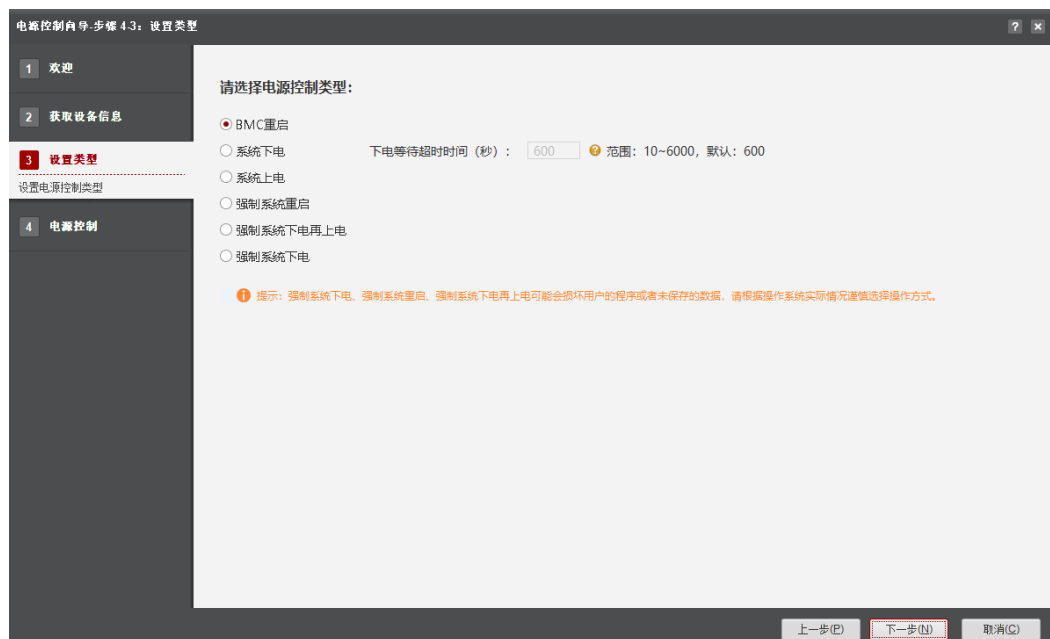 电源控制向导-步骤 4-3：设置类型
? ×
1 欢迎
2 获取设备信息
3 设置类型
设置电源控制类型
4 电源控制
请选择电源控制类型：
BMC重启
系统下电 下电等待超时时间（秒）： 600 ? 范围：10~6000，默认：600
系统上电
强制系统重启
强制系统下电再上电
强制系统下电
提示：强制系统下电、强制系统重启、强制系统下电再上电可能会损坏用户的程序或者未保存的数据，请根据操作系统实际情况谨慎选择操作方式。
上一步(P) 下一步(N) 取消(C)